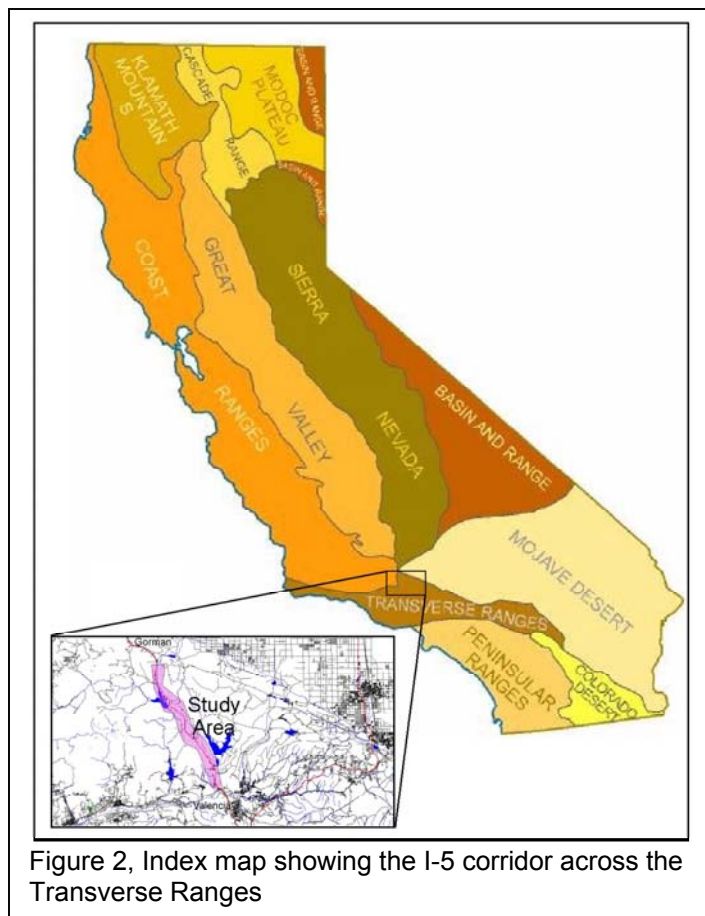 KLAMATH
MOUNTAIN
S
CASCADE
RANGE
MODOC
PLATEAU
BASIN AND RANGE
BASIN AND RANGE
COAST
RANGES
GREAT
VALLEY
SIERRA
NEVADA
BASIN AND RANGE
MOJAVE DESERT
TRANSVERSE RANGES
PENINSULAR
RANGES
COLORADO
DESERT
Gorman
Study
Area
Valencia
Figure 2, Index map showing the I-5 corridor across the
Transverse Ranges